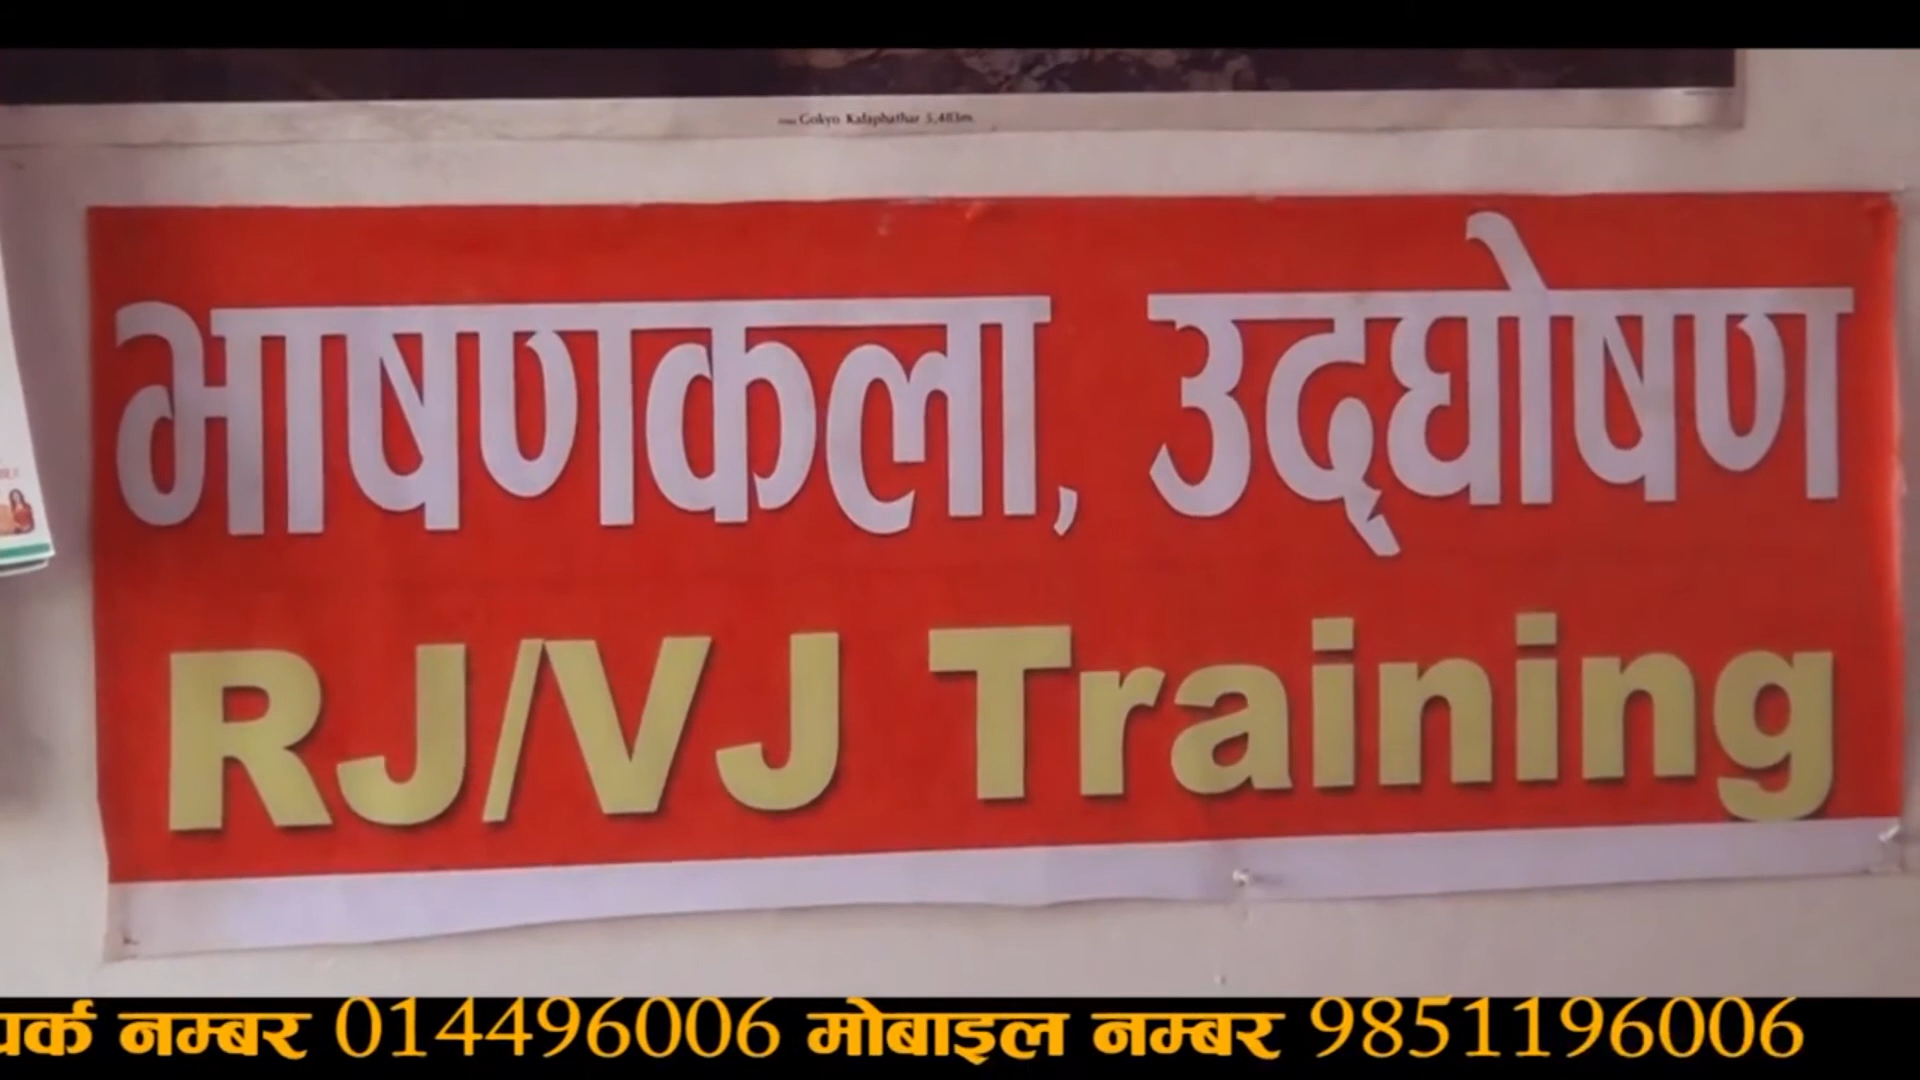 Gokyo Kalaphathar 5,483m.
भाषणकला, उद्‌घोषण
RJ/VJ Training
नम्बर 014496006 मोबाइल नम्बर 9851196006